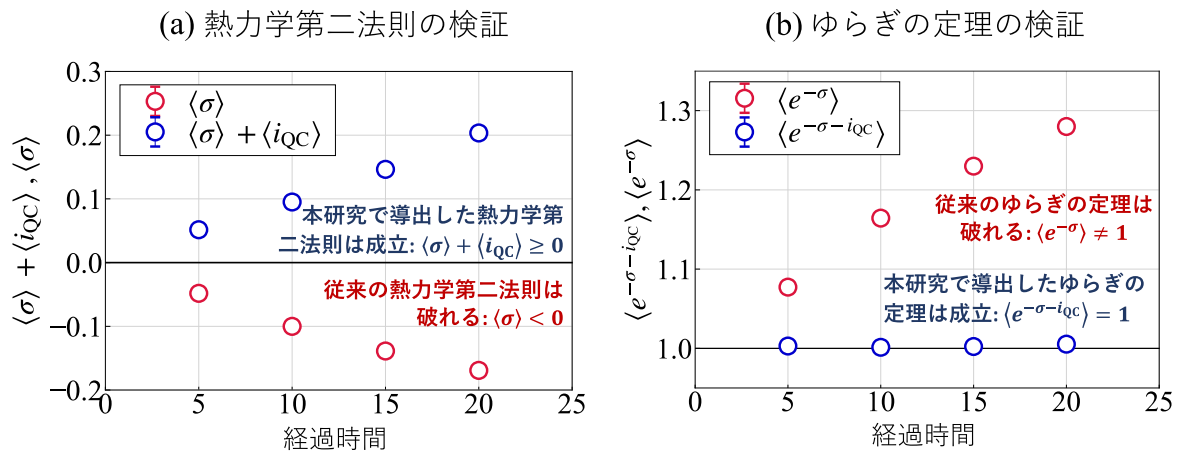 (a) 熱力学第二法則の検証
0.3
0.2
0.1
0.0
−0.1
−0.2
⟨σ⟩ + ⟨i_QC⟩, ⟨σ⟩
⟨σ⟩
⟨σ⟩ + ⟨i_QC⟩
本研究で導出した熱力学第
二法則は成立: ⟨σ⟩ + ⟨i_QC⟩ ≥ 0
従来の熱力学第二法則は
破れる: ⟨σ⟩ < 0
0 5 10 15 20 25
経過時間
(b) ゆらぎの定理の検証
1.3
1.2
1.1
1.0
⟨e^{−σ−i_QC}⟩, ⟨e^{−σ}⟩
⟨e^{−σ}⟩
⟨e^{−σ−i_QC}⟩
従来のゆらぎの定理は
破れる: ⟨e^{−σ}⟩ ≠ 1
本研究で導出したゆらぎの
定理は成立: ⟨e^{−σ−i_QC}⟩ = 1
0 5 10 15 20 25
経過時間